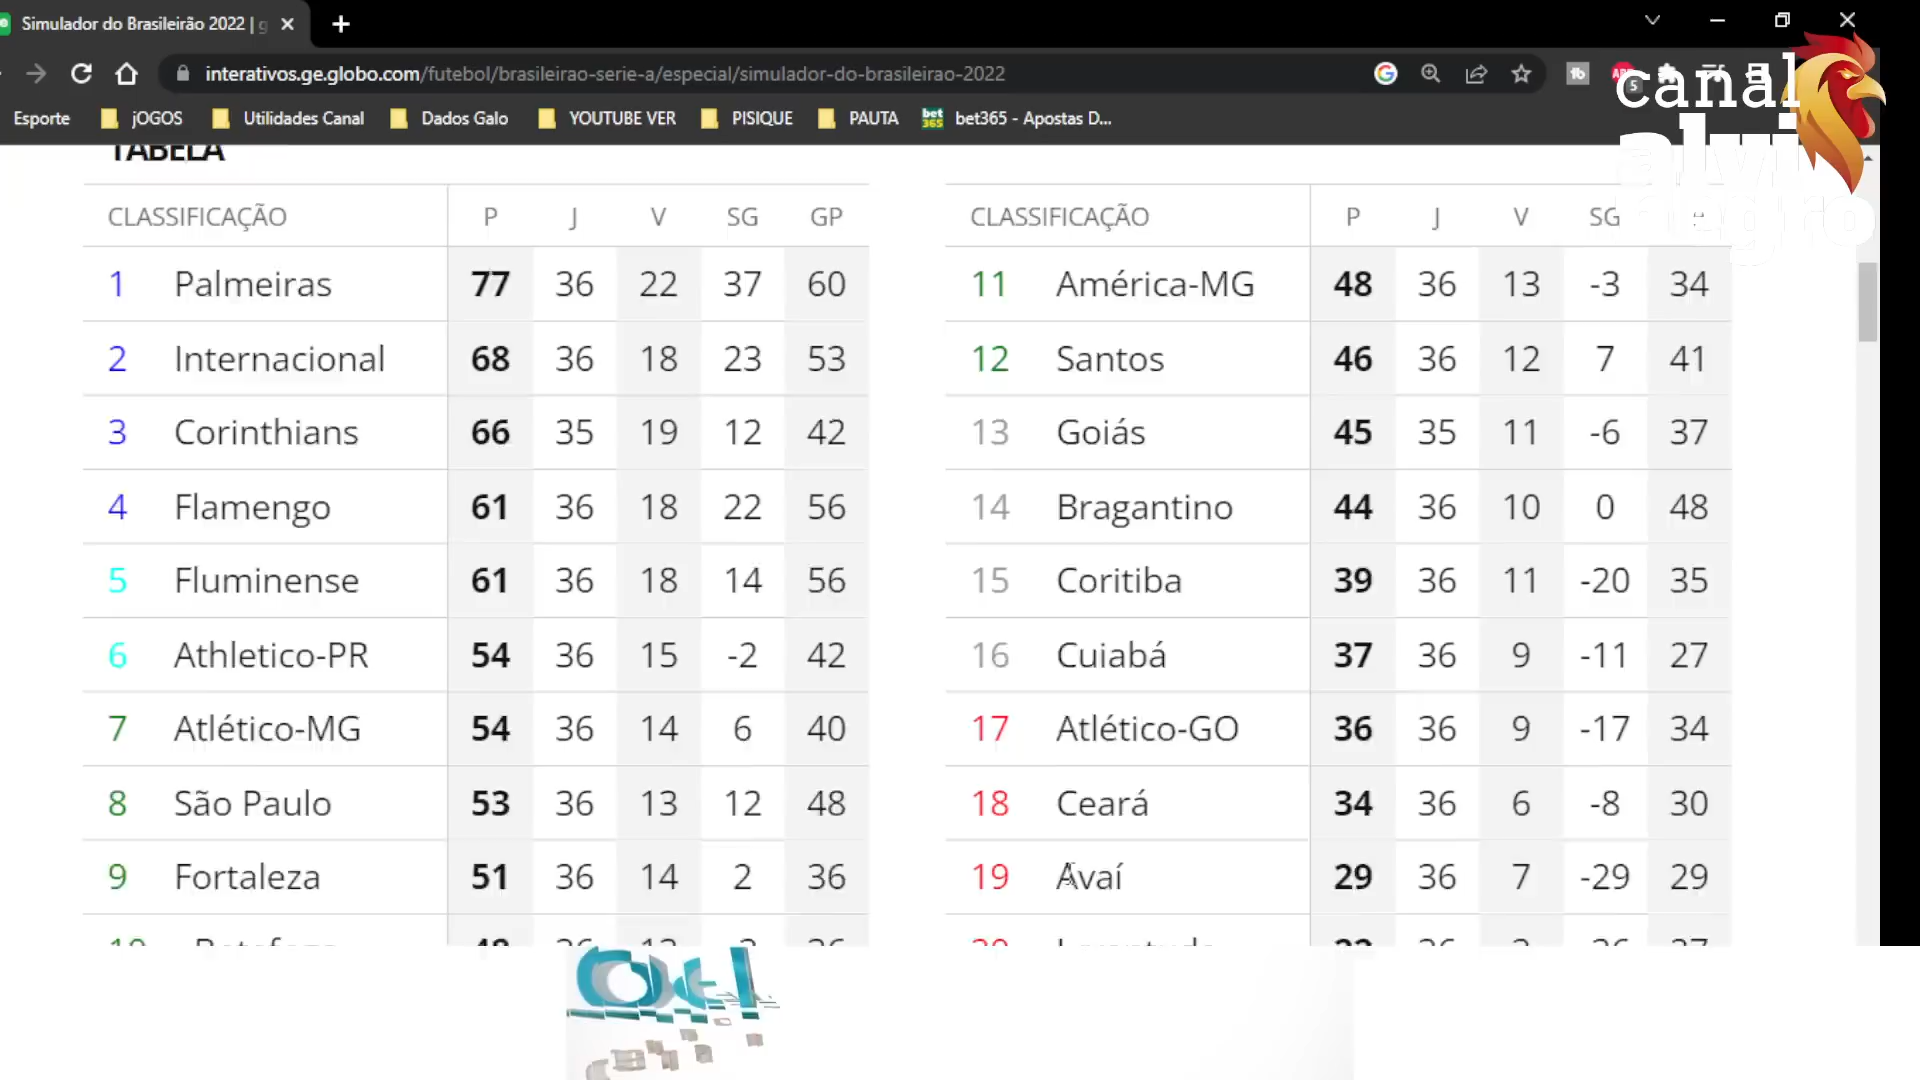 Simulador do Brasileirão 2022 | g
interativos.ge.globo.com/futebol/brasileirao-serie-a/especial/simulador-do-brasileirao-2022
Esporte jOGOS Utilidades Canal Dados Galo YOUTUBE VER PISIQUE PAUTA bet365 bet365 - Apostas D...
5
canal
alvi
negro
TABELA
CLASSIFICAÇÃO P J V SG GP
1 Palmeiras 77 36 22 37 60
2 Internacional 68 36 18 23 53
3 Corinthians 66 35 19 12 42
4 Flamengo 61 36 18 22 56
5 Fluminense 61 36 18 14 56
6 Athletico-PR 54 36 15 -2 42
7 Atlético-MG 54 36 14 6 40
8 São Paulo 53 36 13 12 48
9 Fortaleza 51 36 14 2 36
CLASSIFICAÇÃO P J V SG
11 América-MG 48 36 13 -3 34
12 Santos 46 36 12 7 41
13 Goiás 45 35 11 -6 37
14 Bragantino 44 36 10 0 48
15 Coritiba 39 36 11 -20 35
16 Cuiabá 37 36 9 -11 27
17 Atlético-GO 36 36 9 -17 34
18 Ceará 34 36 6 -8 30
19 Avaí 29 36 7 -29 29